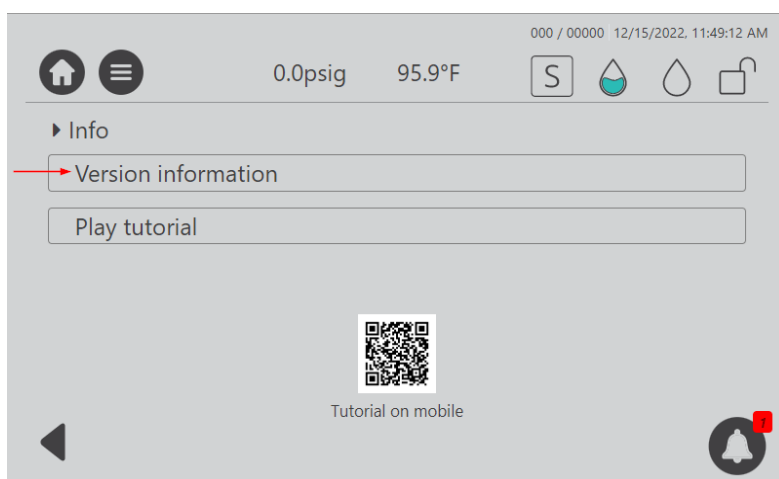 000 / 00000 12/15/2022, 11:49:12 AM
0.0psig 95.9°F S
Info
Version information
Play tutorial
Tutorial on mobile
1